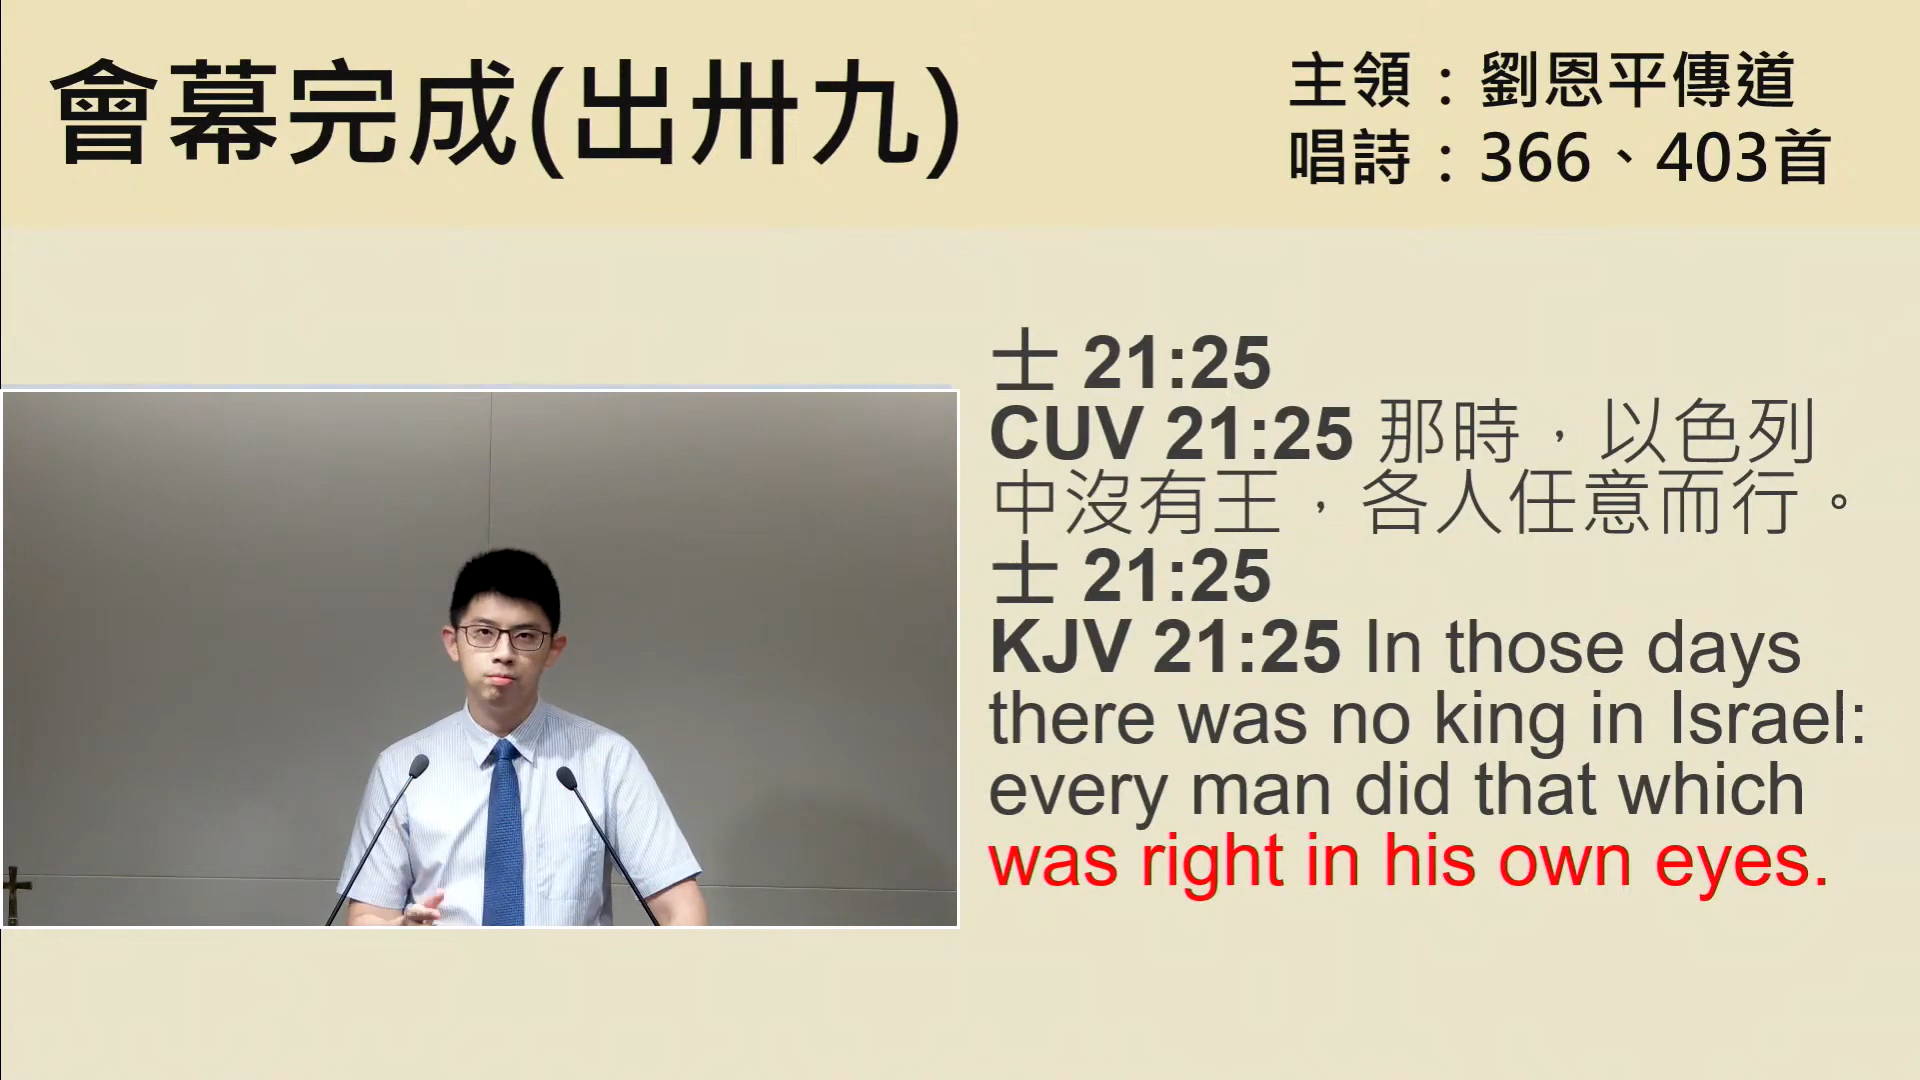 會幕完成(出卅九)
主領：劉恩平傳道
唱詩：366、403首
士 21:25
CUV 21:25 那時，以色列
中沒有王，各人任意而行。
士 21:25
KJV 21:25 In those days
there was no king in Israel:
every man did that which
was right in his own eyes.